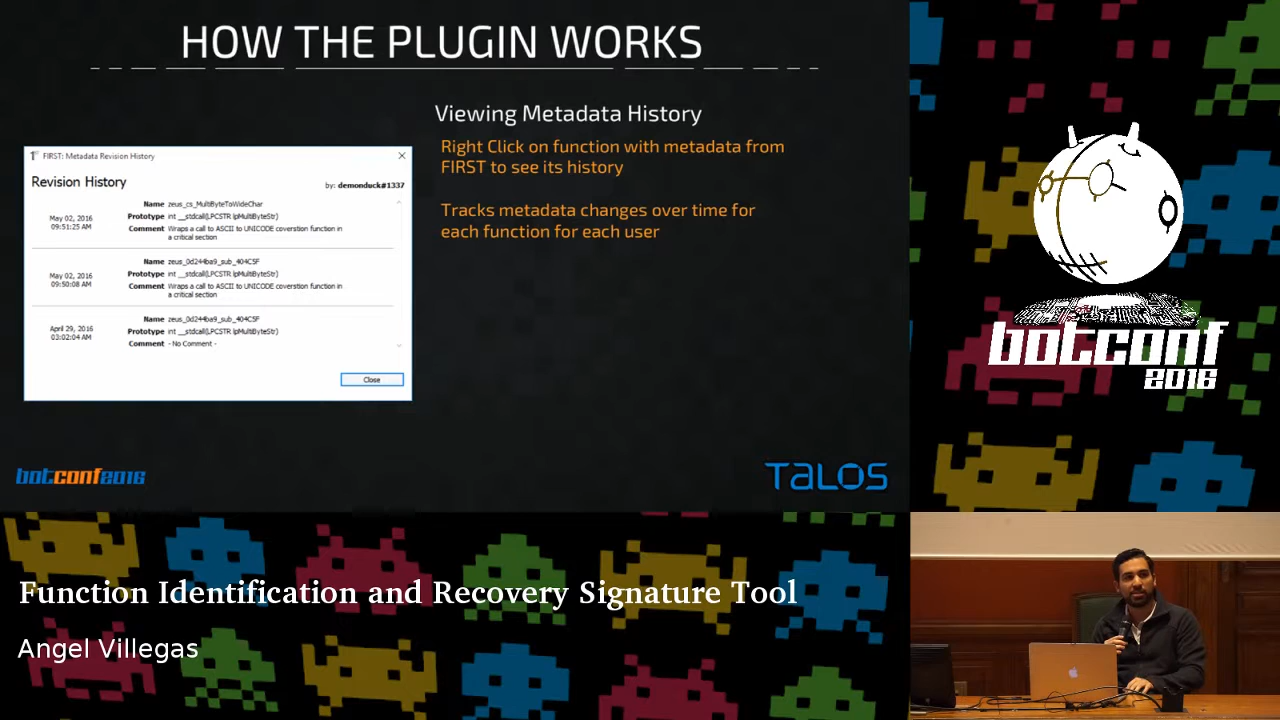 HOW THE PLUGIN WORKS
Viewing Metadata History
Right Click on function with metadata from
FIRST to see its history
Tracks metadata changes over time for
each function for each user
FIRST: Metadata Revision History
Revision History
by: demonduck#1337
May 02, 2016
09:51:25 AM
Name zeus_cs_MultiByteToWideChar
Prototype int __stdcall(LPCSTR lpMultiByteStr)
Comment Wraps a call to ASCII to UNICODE coverstion function in
a critical section
May 02, 2016
09:50:08 AM
Name zeus_0d244ba9_sub_404C5F
Prototype int __stdcall(LPCSTR lpMultiByteStr)
Comment Wraps a call to ASCII to UNICODE coverstion function in
a critical section
April 29, 2016
03:02:04 AM
Name zeus_0d244ba9_sub_404C5F
Prototype int __stdcall(LPCSTR lpMultiByteStr)
Comment - No Comment -
Close
botconf2016
TALOS
botconf
2016
Function Identification and Recovery Signature Tool
Angel Villegas